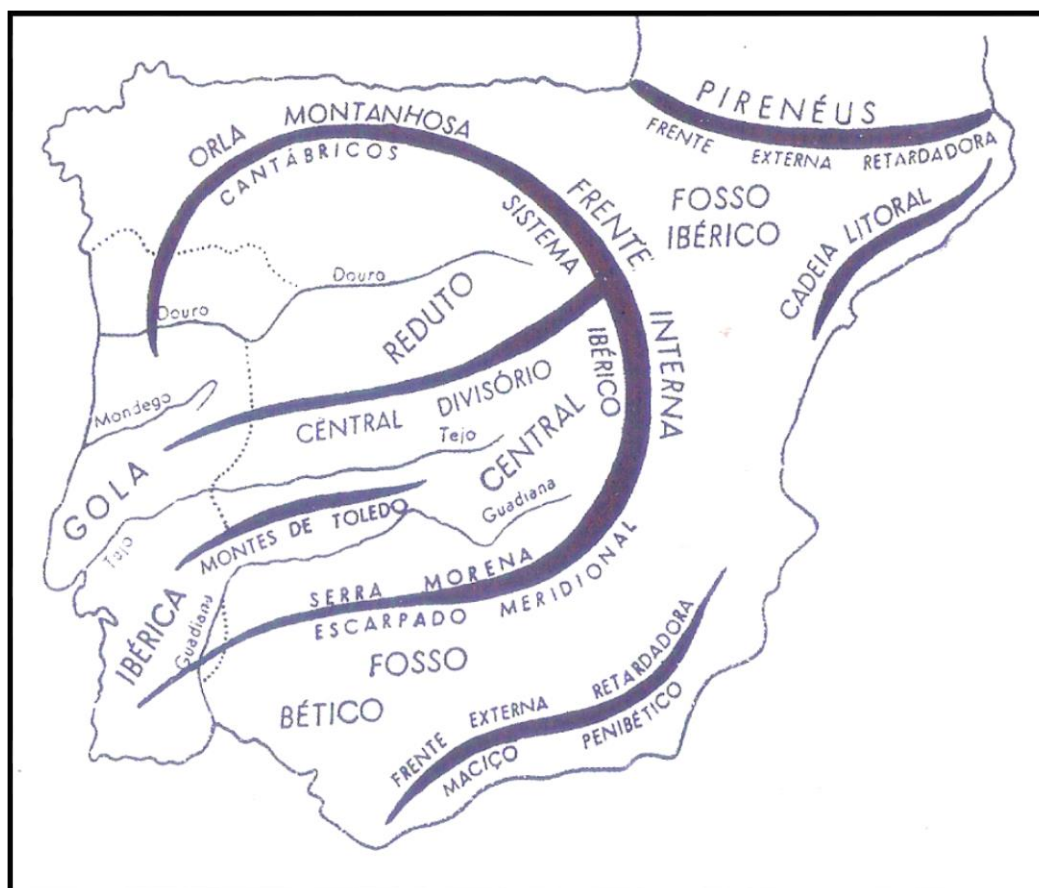 PIRENÉUS
FRENTE EXTERNA RETARDADORA
ORLA MONTANHOSA
CANTÁBRICOS
FRENTE INTERNA
SISTEMA IBÉRICO
FOSSO
IBÉRICO
CADEIA LITORAL
Douro
Douro
REDUTO
CENTRAL
CENTRAL DIVISÓRIO
Mondego
Tejo
GOLA
IBÉRICA
Tejo
MONTES DE TOLEDO
Guadiana
Guadiana
SERRA MORENA
ESCARPADO MERIDIONAL
FOSSO
BÉTICO
FRENTE EXTERNA RETARDADORA
MACIÇO PENIBÉTICO